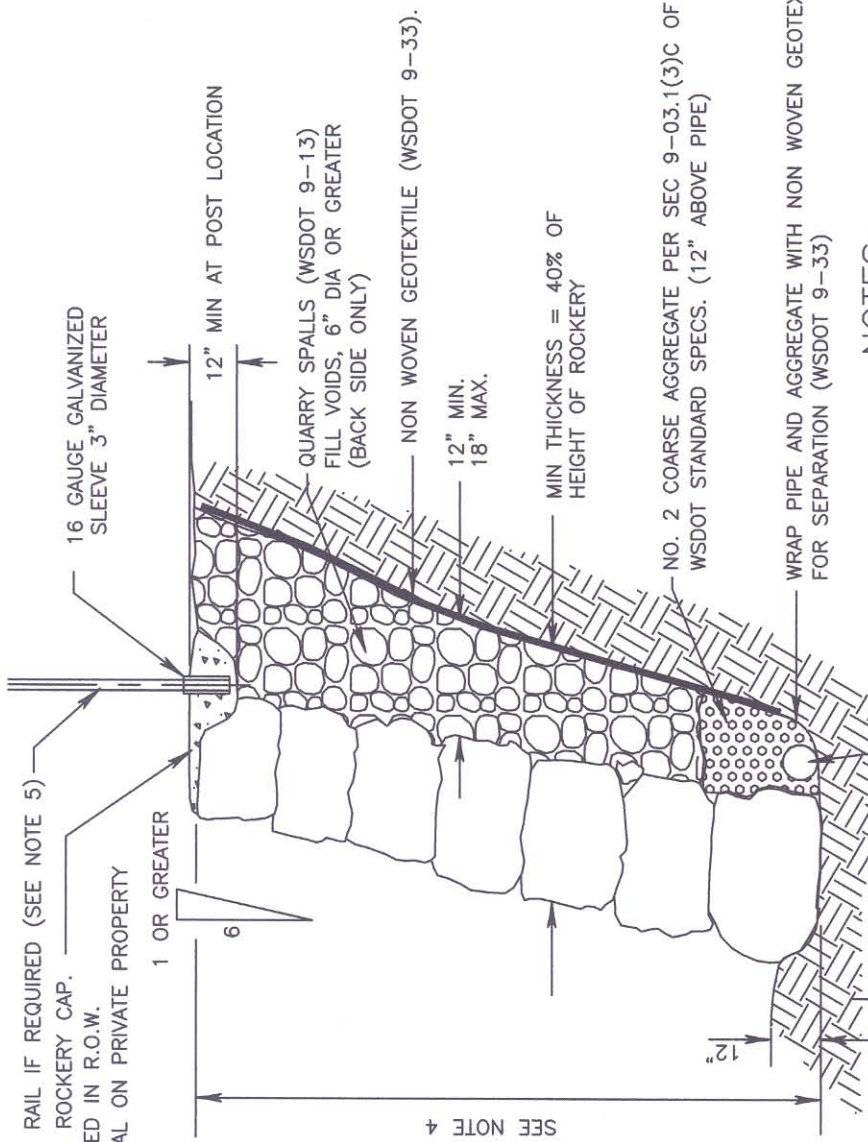 RAIL IF REQUIRED (SEE NOTE 5)
ROCKERY CAP.
ED IN R.O.W.
AL ON PRIVATE PROPERTY
1 OR GREATER
6
16 GAUGE GALVANIZED
SLEEVE 3" DIAMETER
12" MIN AT POST LOCATION
QUARRY SPALLS (WSDOT 9-13)
FILL VOIDS, 6" DIA OR GREATER
(BACK SIDE ONLY)
NON WOVEN GEOTEXTILE (WSDOT 9-33).
12" MIN.
18" MAX.
MIN THICKNESS = 40% OF
HEIGHT OF ROCKERY
NO. 2 COARSE AGGREGATE PER SEC 9-03.1(3)C OF
WSDOT STANDARD SPECS. (12" ABOVE PIPE)
WRAP PIPE AND AGGREGATE WITH NON WOVEN GEOTEX
FOR SEPARATION (WSDOT 9-33)
12"
SEE NOTE 4
NOTES